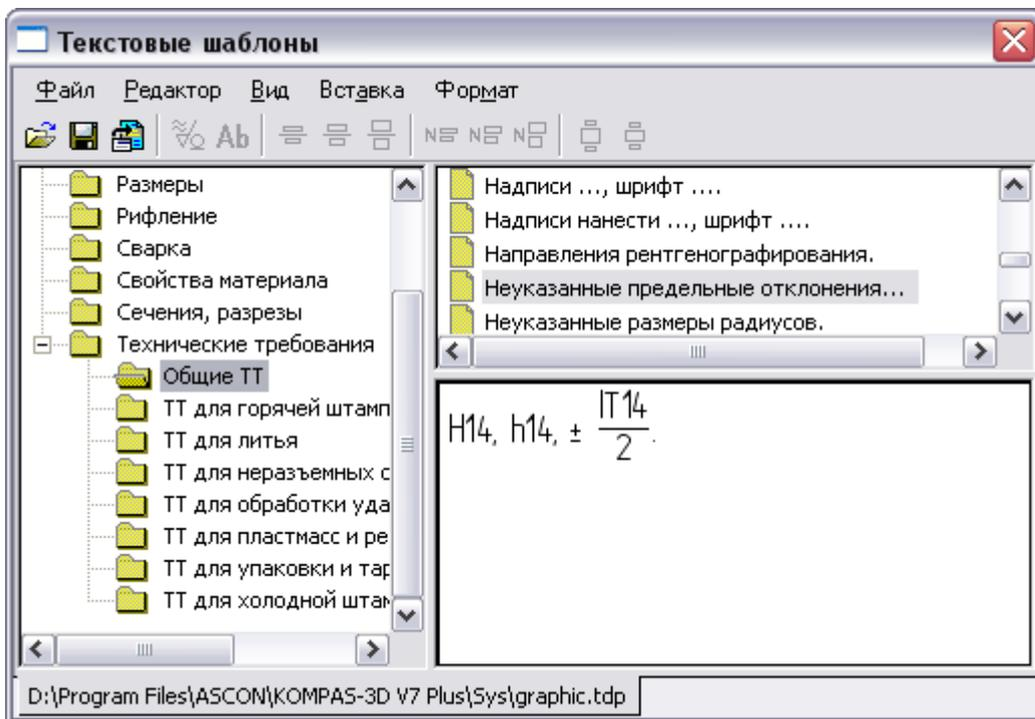 Текстовые шаблоны
Файл Редактор Вид Вставка Формат
Ab
N N N
Размеры
Рифление
Сварка
Свойства материала
Сечения, разрезы
Технические требования
Общие ТТ
ТТ для горячей штамп
ТТ для литья
ТТ для неразъемных с
ТТ для обработки уда
ТТ для пластмасс и ре
ТТ для упаковки и тар
ТТ для холодной штам
Надписи ..., шрифт ....
Надписи нанести ..., шрифт ....
Направления рентгенографирования.
Неуказанные предельные отклонения...
Неуказанные размеры радиусов.
H14, h14, ± IT14/2.
D:\Program Files\ASCON\KOMPAS-3D V7 Plus\Sys\graphic.tdp